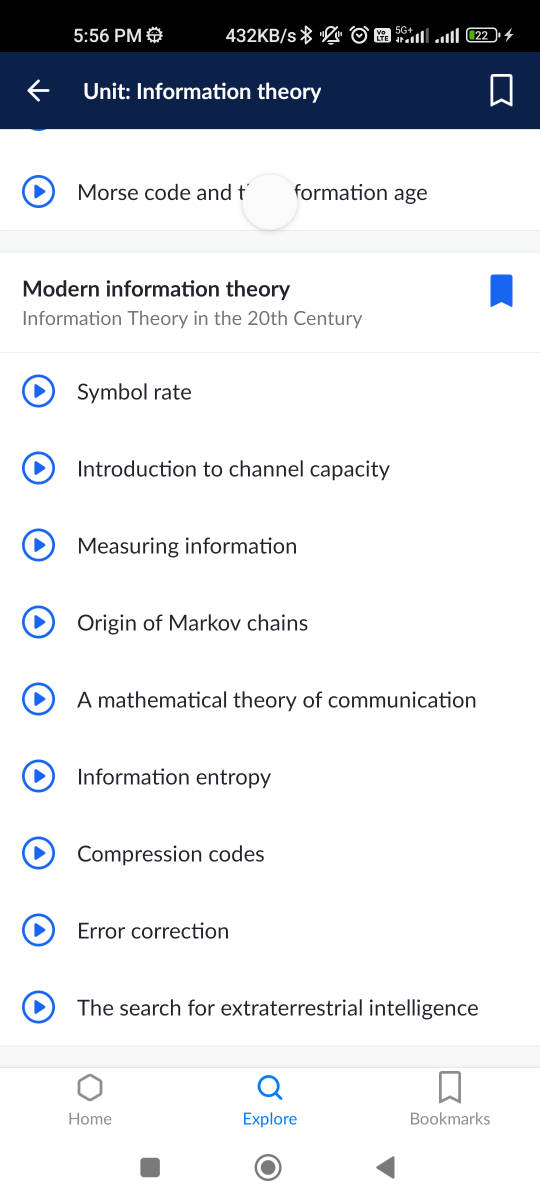 5:56 PM
432KB/s
Vo
LTE
5G+
22
Unit: Information theory
Morse code and formation age
Modern information theory
Information Theory in the 20th Century
Symbol rate
Introduction to channel capacity
Measuring information
Origin of Markov chains
A mathematical theory of communication
Information entropy
Compression codes
Error correction
The search for extraterrestrial intelligence
Home
Explore
Bookmarks